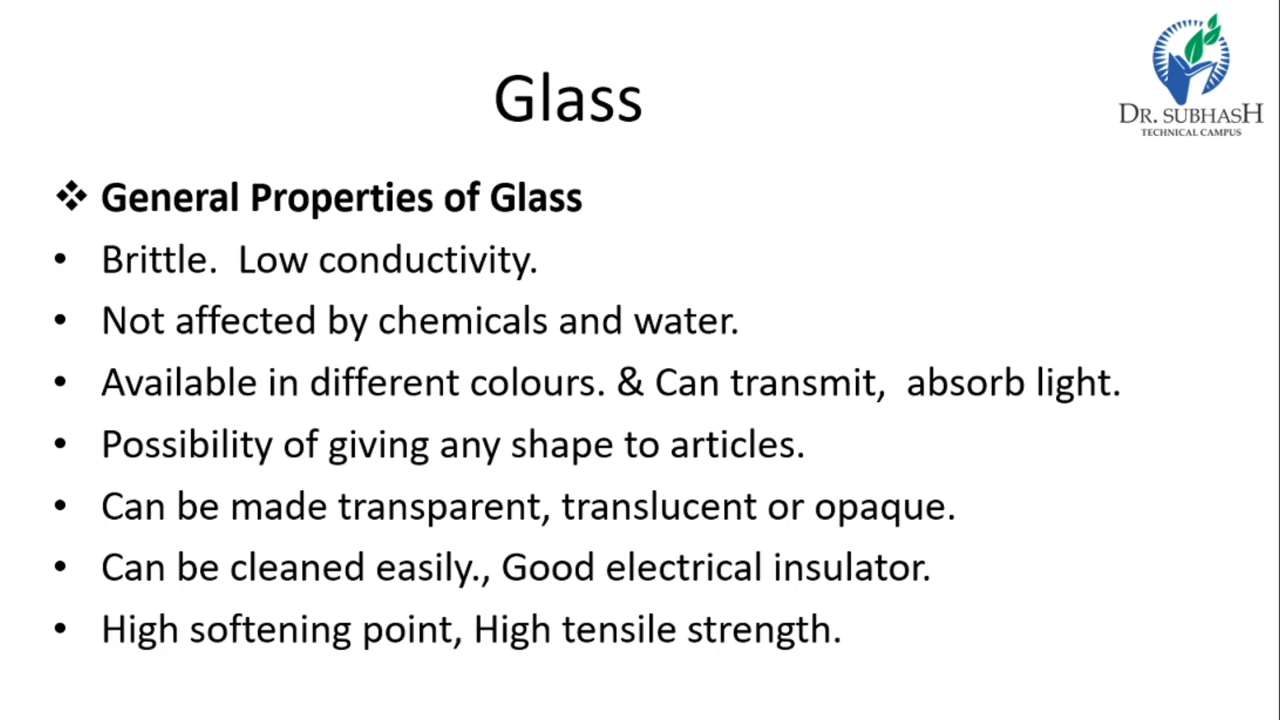 DR. SUBHASH
TECHNICAL CAMPUS
Glass
❖ General Properties of Glass
• Brittle.  Low conductivity.
• Not affected by chemicals and water.
• Available in different colours. & Can transmit,  absorb light.
• Possibility of giving any shape to articles.
• Can be made transparent, translucent or opaque.
• Can be cleaned easily., Good electrical insulator.
• High softening point, High tensile strength.